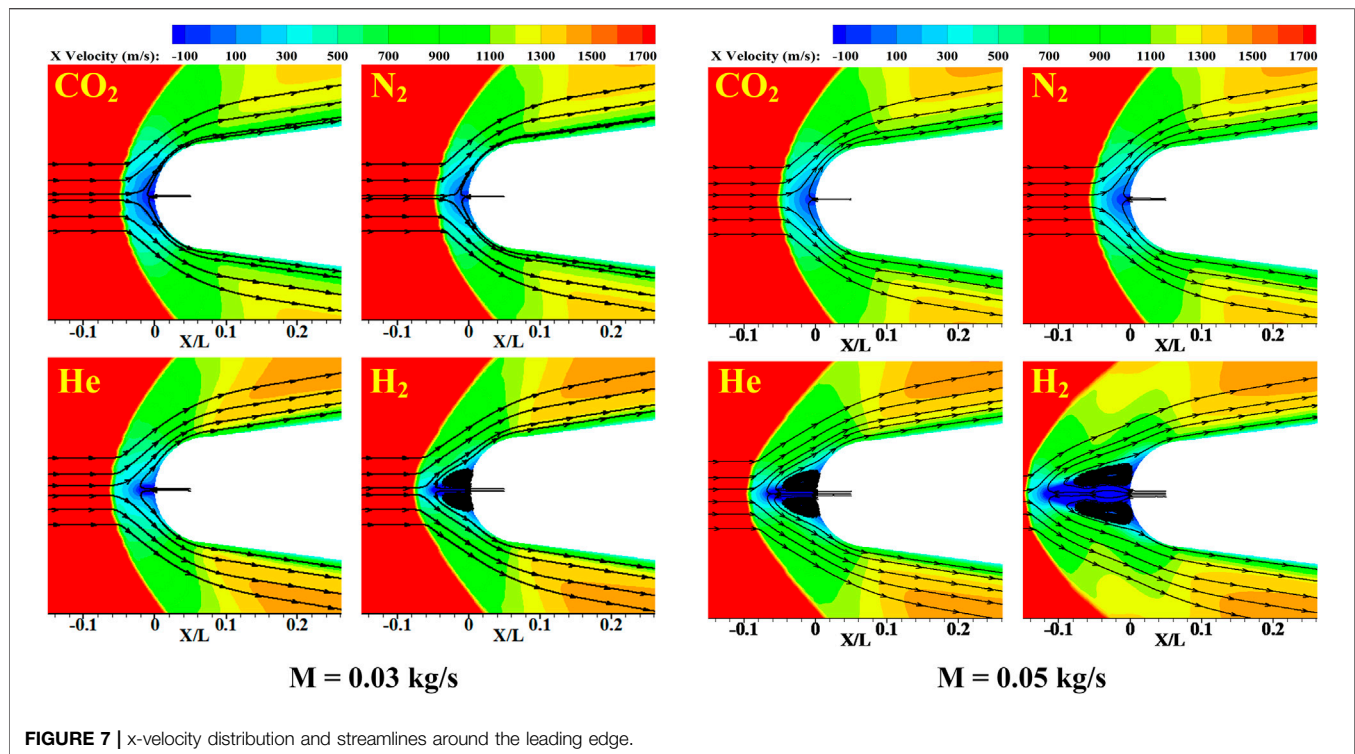 X Velocity (m/s): -100 100 300 500 700 900 1100 1300 1500 1700
X Velocity (m/s): -100 100 300 500 700 900 1100 1300 1500 1700
CO₂ N₂ CO₂ N₂
-0.1 0 0.1 0.2 -0.1 0 0.1 0.2 -0.1 0 0.1 0.2 -0.1 0 0.1 0.2
X/L X/L X/L X/L
He H₂ He H₂
-0.1 0 0.1 0.2 -0.1 0 0.1 0.2 -0.1 0 0.1 0.2 -0.1 0 0.1 0.2
X/L X/L X/L X/L
M = 0.03 kg/s M = 0.05 kg/s
FIGURE 7 | x-velocity distribution and streamlines around the leading edge.